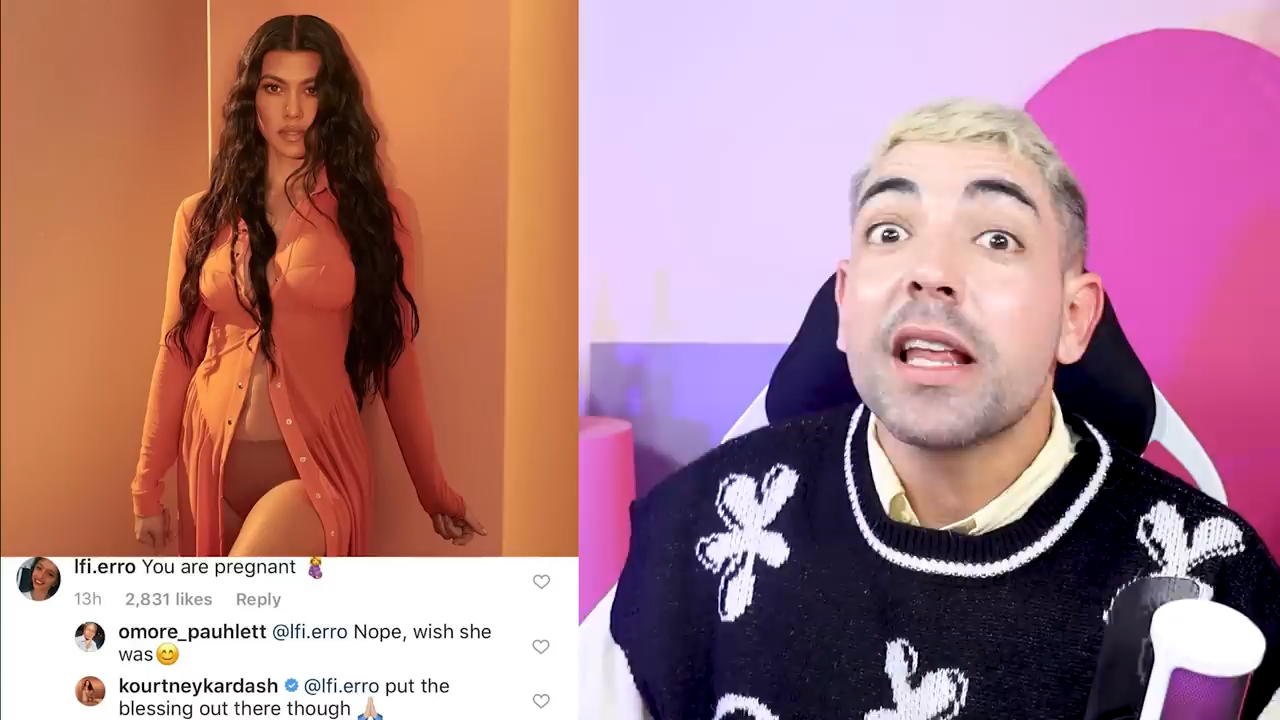 lfi.erro You are pregnant 🤰
13h 2,831 likes Reply
omore_pauhlett @lfi.erro Nope, wish she
was😊
kourtneykardash @lfi.erro put the
blessing out there though 🙏🏼